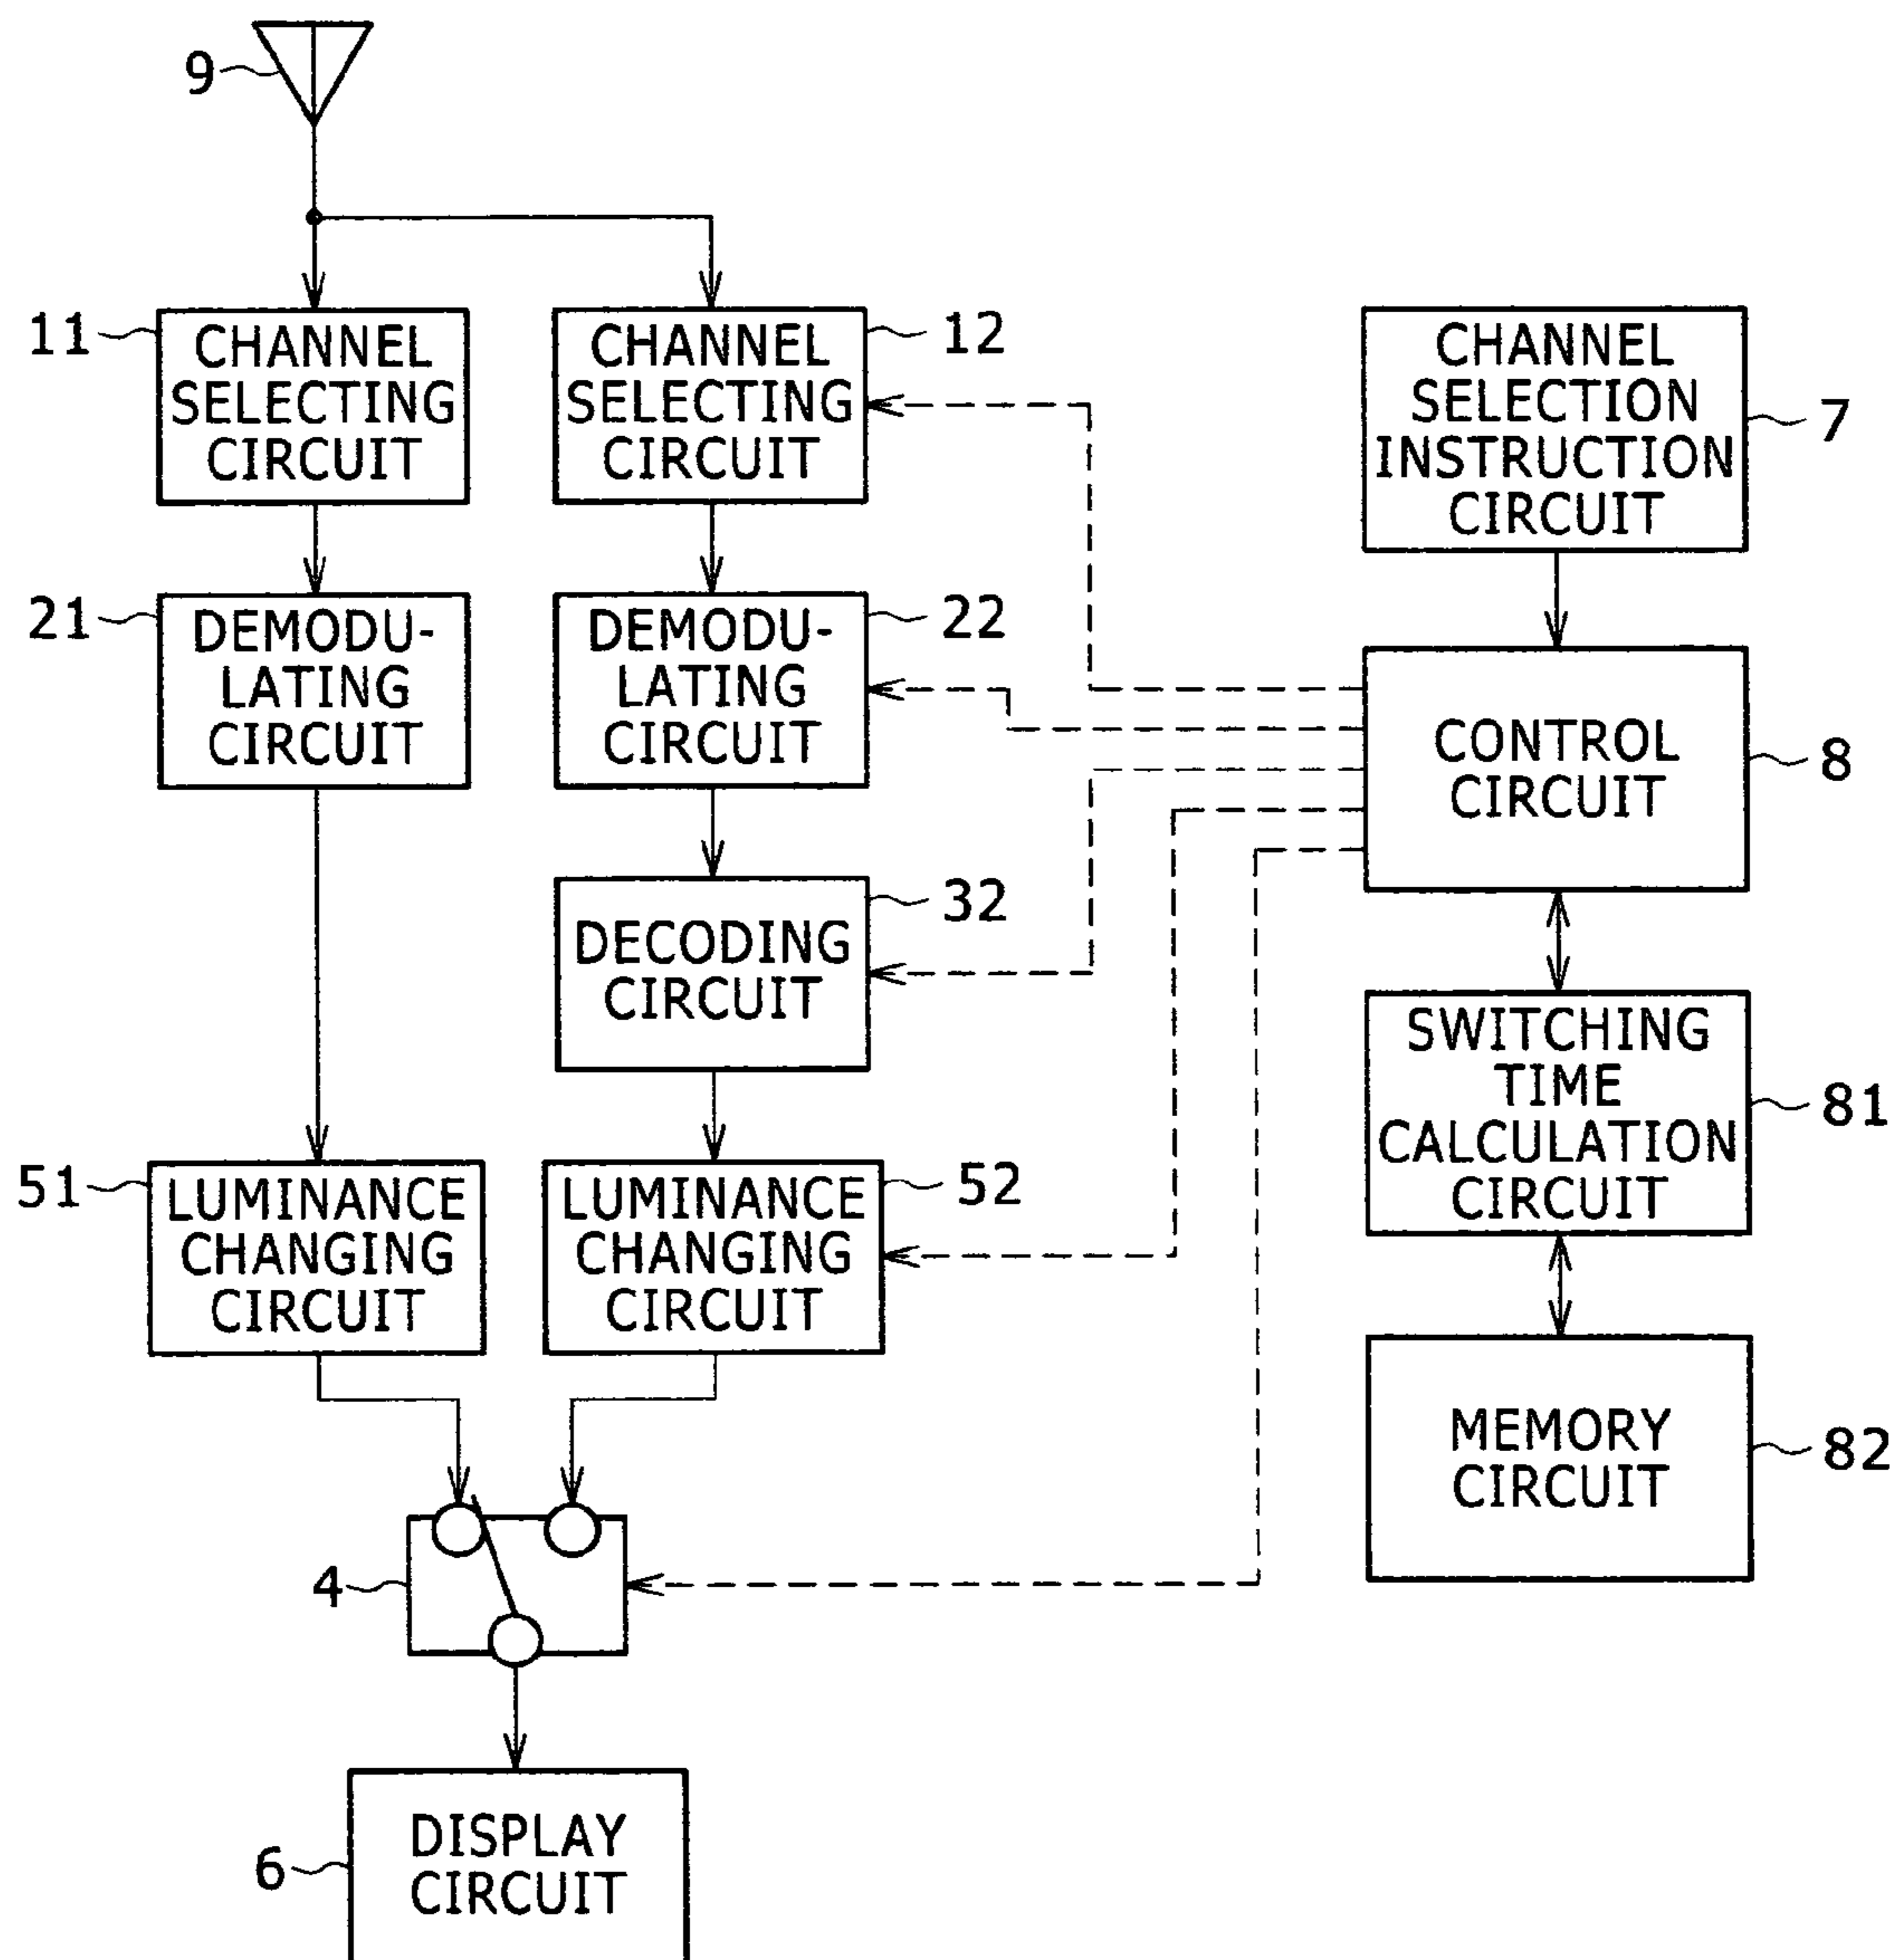 9
11
CHANNEL
SELECTING
CIRCUIT
CHANNEL
SELECTING
CIRCUIT
12
CHANNEL
SELECTION
INSTRUCTION
CIRCUIT
7
21
DEMODU-
LATING
CIRCUIT
DEMODU-
LATING
CIRCUIT
22
CONTROL
CIRCUIT
8
DECODING
CIRCUIT
32
SWITCHING
TIME
CALCULATION
CIRCUIT
81
51
LUMINANCE
CHANGING
CIRCUIT
LUMINANCE
CHANGING
CIRCUIT
52
MEMORY
CIRCUIT
82
4
6
DISPLAY
CIRCUIT